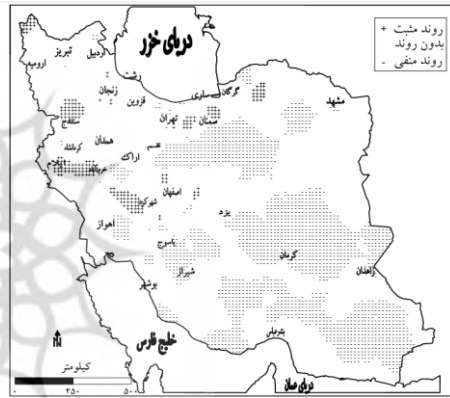 دریای خزر
روند مثبت +
بدون روند
روند منفی -
تبریز
اردبیل
ارومیه
رشت
زنجان
قزوین
ساری
گرگان
مشهد
تهران
سمنان
سنندج
همدان
کرمانشاه
قم
اراک
ایلام
خرم‌آباد
اصفهان
شهرکرد
یزد
اهواز
یاسوج
کرمان
زاهدان
شیراز
بوشهر
بندرعباس
خلیج فارس
دریای عمان
N
کیلومتر
۰ ۲۵۰ ۵۰۰